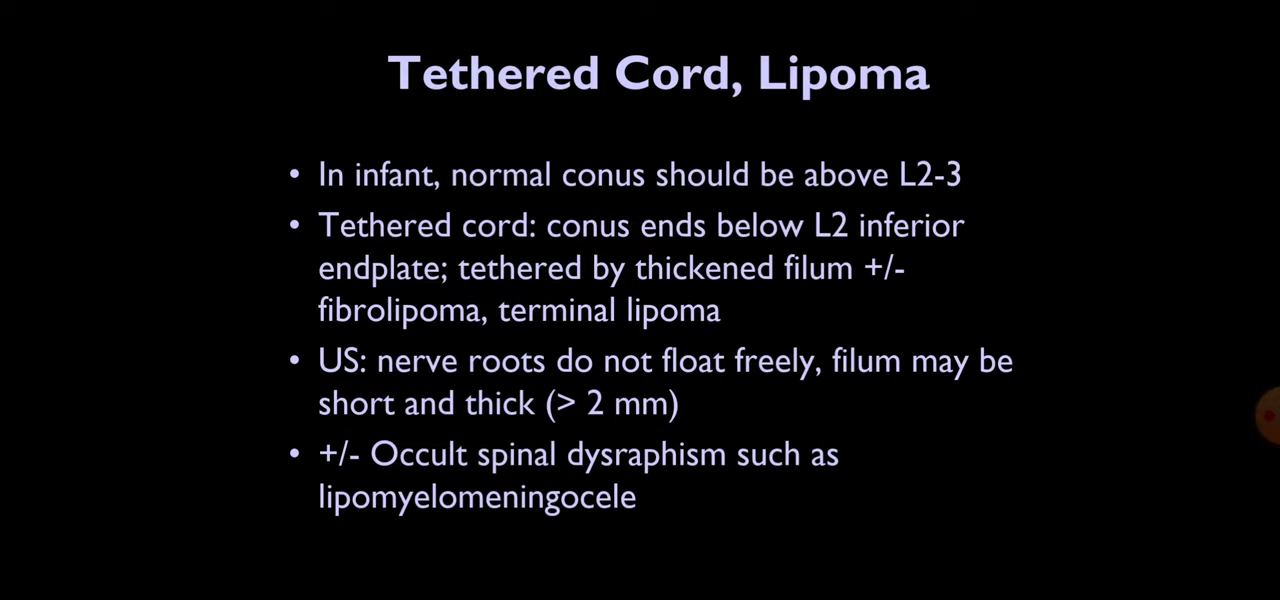 Tethered Cord, Lipoma
• In infant, normal conus should be above L2-3
• Tethered cord: conus ends below L2 inferior
endplate; tethered by thickened filum +/-
fibrolipoma, terminal lipoma
• US: nerve roots do not float freely, filum may be
short and thick (> 2 mm)
• +/- Occult spinal dysraphism such as
lipomyelomeningocele